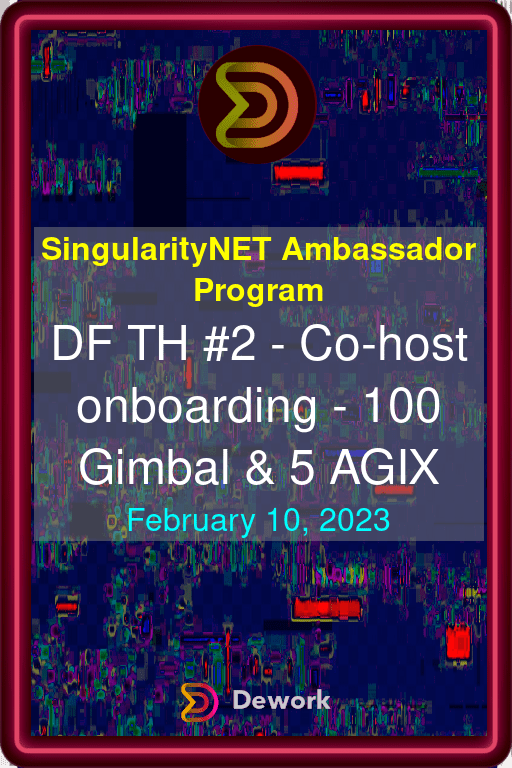 SingularityNET Ambassador
Program
DF TH #2 - Co-host
onboarding - 100
Gimbal & 5 AGIX
February 10, 2023
Dework